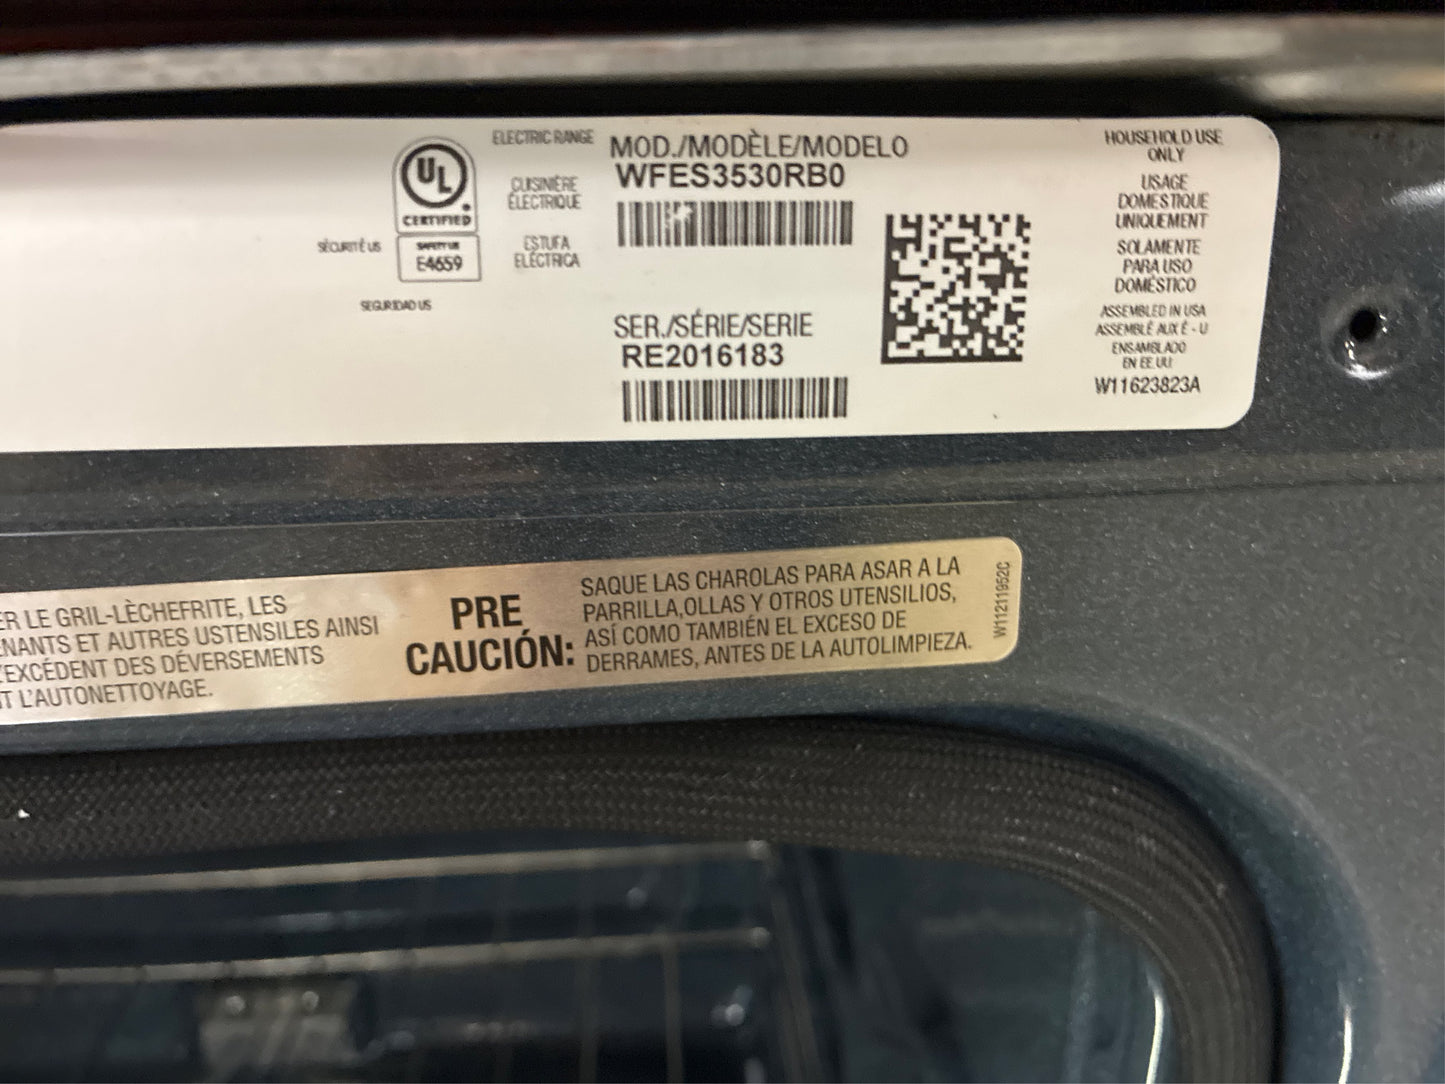 UL
CERTIFIED
SAFETY US
E4659
SÉCURITÉ US
SEGURIDAD US
ELECTRIC RANGE
CUISINIÈRE
ÉLECTRIQUE
ESTUFA
ELÉCTRICA
MOD./MODÈLE/MODELO
WFES3530RB0
SER./SÉRIE/SERIE
RE2016183
HOUSEHOLD USE
ONLY
USAGE
DOMESTIQUE
UNIQUEMENT
SOLAMENTE
PARA USO
DOMÉSTICO
ASSEMBLED IN USA
ASSEMBLÉ AUX É - U
ENSAMBLADO
EN EE.UU
W11623823A
ER LE GRIL-LÈCHEFRITE, LES
ENANTS ET AUTRES USTENSILES AINSI
'EXCÉDENT DES DÉVERSEMENTS
T L'AUTONETTOYAGE.
PRE
CAUCIÓN:
SAQUE LAS CHAROLAS PARA ASAR A LA
PARRILLA,OLLAS Y OTROS UTENSILIOS,
ASÍ COMO TAMBIÉN EL EXCESO DE
DERRAMES, ANTES DE LA AUTOLIMPIEZA.
W11211952C